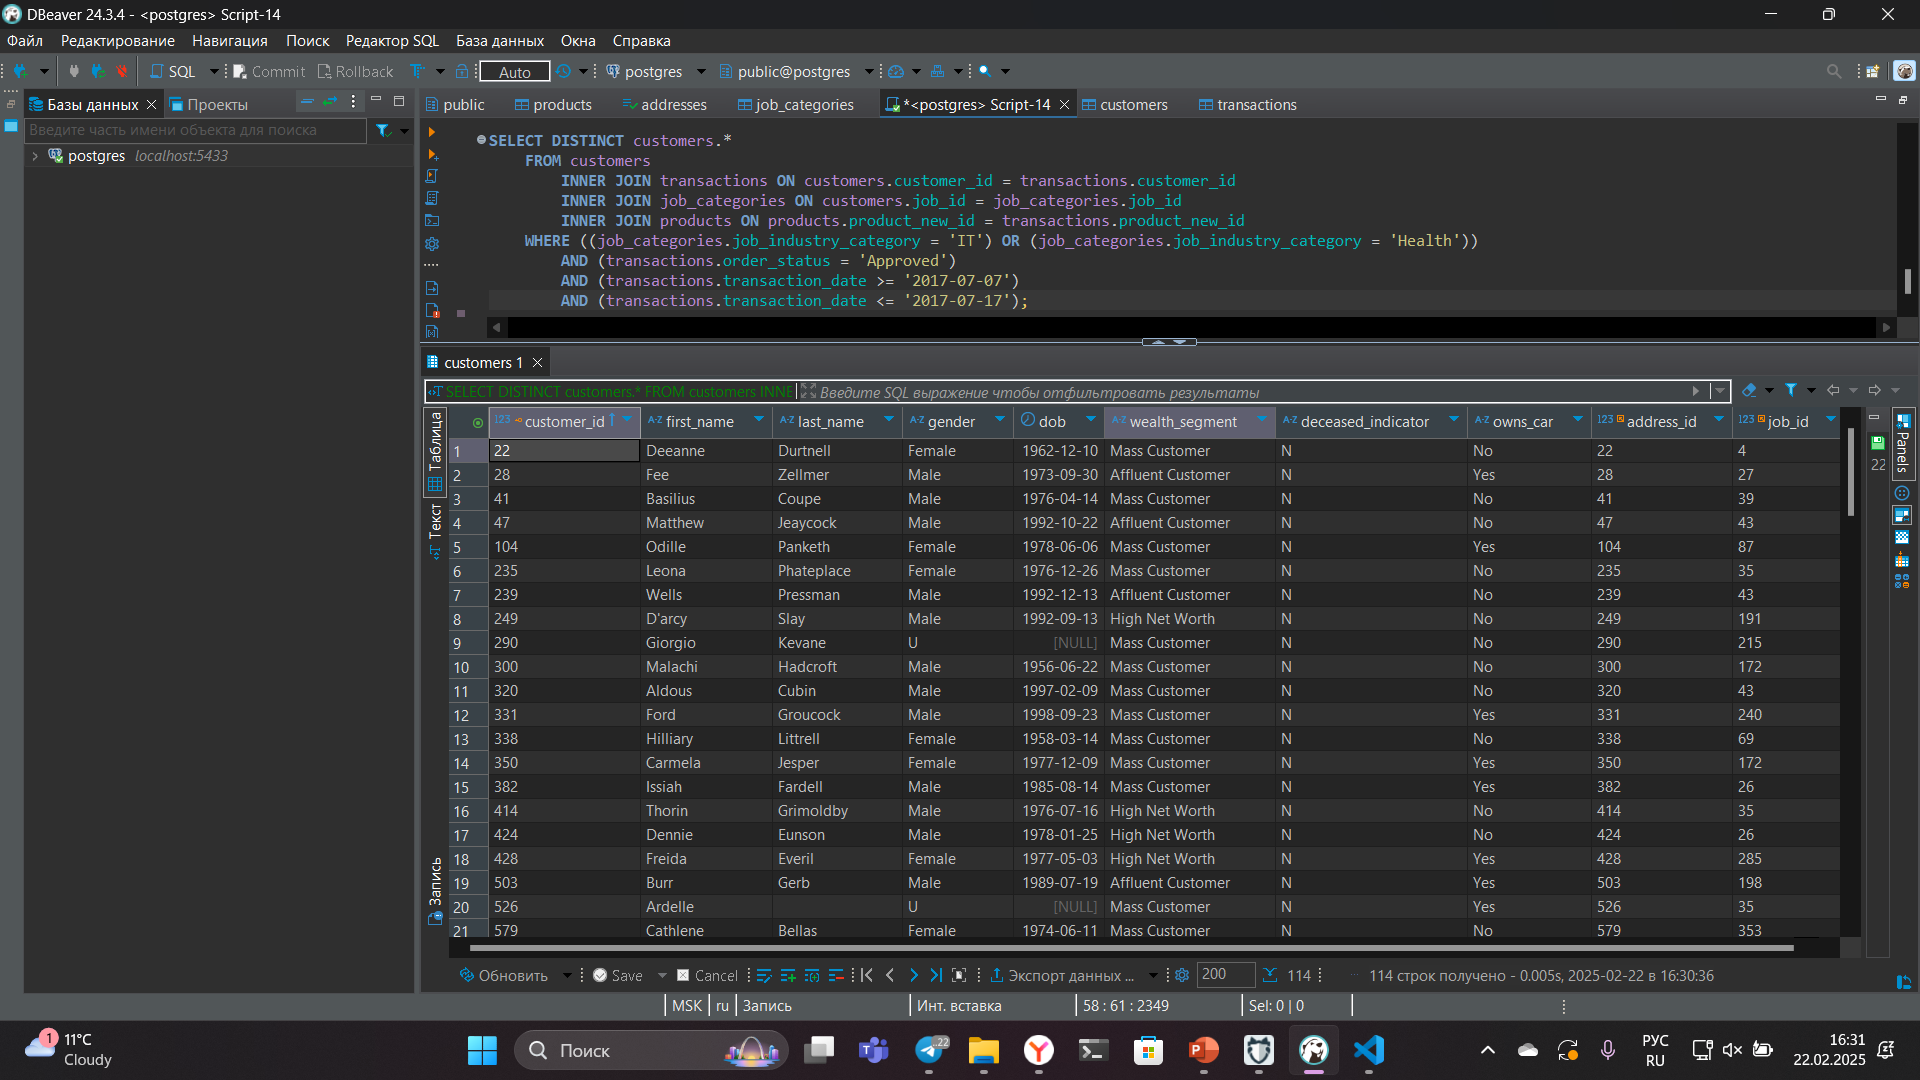 DBeaver 24.3.4 - <postgres> Script-14
Файл Редактирование Навигация Поиск Редактор SQL База данных Окна Справка
SQL Commit Rollback Auto postgres public@postgres
Базы данных Проекты
Введите часть имени объекта для поиска
postgres localhost:5433
public products addresses job_categories *<postgres> Script-14 customers transactions
SELECT DISTINCT customers.*
FROM customers
INNER JOIN transactions ON customers.customer_id = transactions.customer_id
INNER JOIN job_categories ON customers.job_id = job_categories.job_id
INNER JOIN products ON products.product_new_id = transactions.product_new_id
WHERE ((job_categories.job_industry_category = 'IT') OR (job_categories.job_industry_category = 'Health'))
AND (transactions.order_status = 'Approved')
AND (transactions.transaction_date >= '2017-07-07')
AND (transactions.transaction_date <= '2017-07-17');
customers 1
SELECT DISTINCT customers.* FROM customers INNE Введите SQL выражение чтобы отфильтровать результаты
Таблица
Текст
Запись
customer_id first_name last_name gender dob wealth_segment deceased_indicator owns_car address_id job_id
1 22 Deeanne Durtnell Female 1962-12-10 Mass Customer N No 22 4
2 28 Fee Zellmer Male 1973-09-30 Affluent Customer N Yes 28 27
3 41 Basilius Coupe Male 1976-04-14 Mass Customer N No 41 39
4 47 Matthew Jeaycock Male 1992-10-22 Affluent Customer N No 47 43
5 104 Odille Panketh Female 1978-06-06 Mass Customer N Yes 104 87
6 235 Leona Phateplace Female 1976-12-26 Mass Customer N No 235 35
7 239 Wells Pressman Male 1992-12-13 Affluent Customer N No 239 43
8 249 D'arcy Slay Male 1992-09-13 High Net Worth N No 249 191
9 290 Giorgio Kevane U [NULL] Mass Customer N No 290 215
10 300 Malachi Hadcroft Male 1956-06-22 Mass Customer N No 300 172
11 320 Aldous Cubin Male 1997-02-09 Mass Customer N No 320 43
12 331 Ford Groucock Male 1998-09-23 Mass Customer N Yes 331 240
13 338 Hilliary Littrell Female 1958-03-14 Mass Customer N No 338 69
14 350 Carmela Jesper Female 1977-12-09 Mass Customer N Yes 350 172
15 382 Issiah Fardell Male 1985-08-14 Mass Customer N Yes 382 26
16 414 Thorin Grimoldby Male 1976-07-16 High Net Worth N No 414 35
17 424 Dennie Eunson Male 1978-01-25 High Net Worth N No 424 26
18 428 Freida Everil Female 1977-05-03 High Net Worth N Yes 428 285
19 503 Burr Gerb Male 1989-07-19 Affluent Customer N Yes 503 198
20 526 Ardelle U [NULL] Mass Customer N Yes 526 35
21 579 Cathlene Bellas Female 1974-06-11 Mass Customer N No 579 353
22
Panels
Обновить Save Cancel Экспорт данных ... 200 114 114 строк получено - 0.005s, 2025-02-22 в 16:30:36
MSK ru Запись Инт. вставка 58 : 61 : 2349 Sel: 0 | 0
1
11°C
Cloudy
Поиск
22
РУС
RU
16:31
22.02.2025